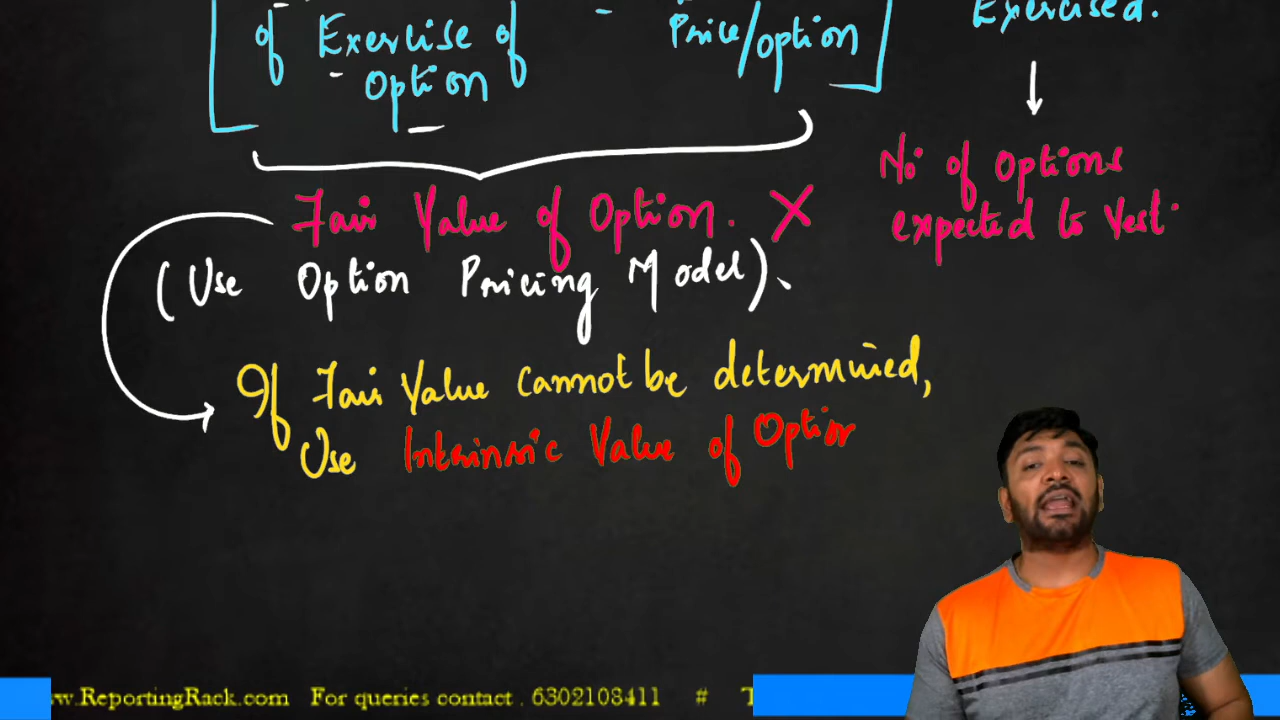 of Exercise of Price/option
Option
Exercised.
No of options
expected to Vest
Fair Value of Option. X
(Use Option Pricing Model).
If Fair Value cannot be determined,
Use Intrinsic Value of Option
w.ReportingRack.com For queries contact . 6302108411 # T